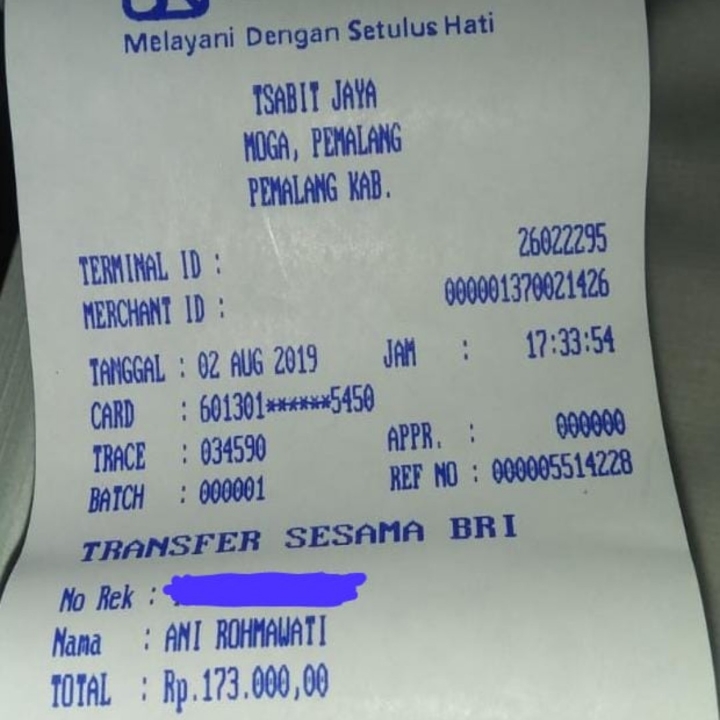 Melayani Dengan Setulus Hati
TSABIT JAYA
MOGA, PEMALANG
PEMALANG KAB.
TERMINAL ID : 26022295
MERCHANT ID : 000001370021426
TANGGAL : 02 AUG 2019 JAM : 17:33:54
CARD : 601301******5450
TRACE : 034590 APPR. : 000000
BATCH : 000001 REF NO : 000005514228
TRANSFER SESAMA BRI
No Rek :
Nama : ANI ROHMAWATI
TOTAL : Rp.173.000,00